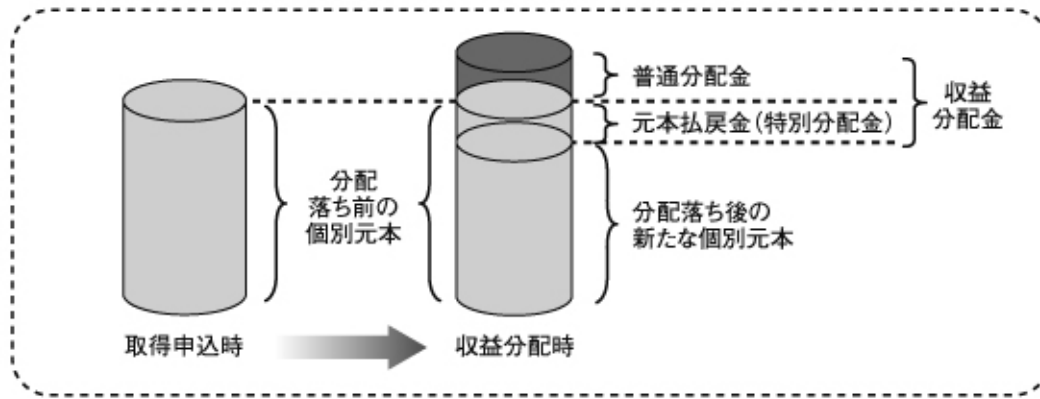 普通分配金
元本払戻金（特別分配金）
収益
分配金
分配
落ち前の
個別元本
分配落ち後の
新たな個別元本
取得申込時
収益分配時